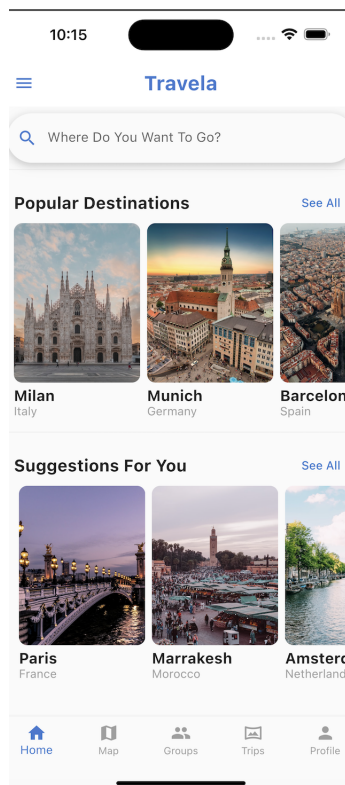 10:15
Travela
Where Do You Want To Go?
Popular Destinations See All
Milan
Italy
Munich
Germany
Barcelon
Spain
Suggestions For You See All
Paris
France
Marrakesh
Morocco
Amsterd
Netherland
Home Map Groups Trips Profile